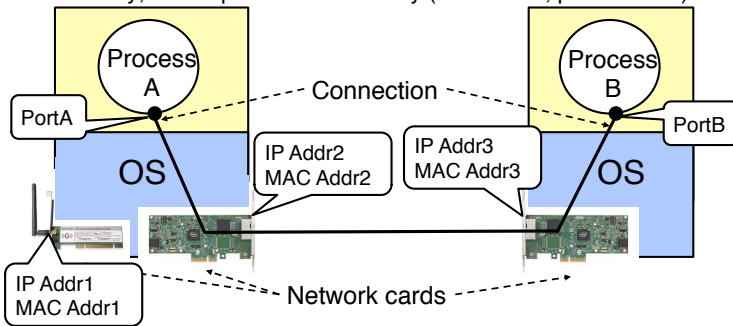 Process
A
Process
B
Connection
PortA
PortB
IP Addr2
MAC Addr2
IP Addr3
MAC Addr3
OS
OS
IP Addr1
MAC Addr1
Network cards